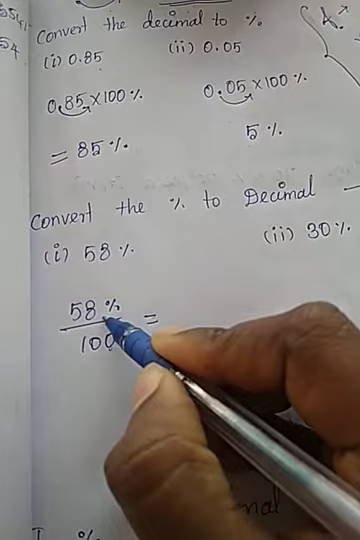 Convert the decimal to %.
(i) 0.85 (ii) 0.05
0.85 x 100 % 0.05 x 100 %
= 85 % 5 %
Convert the % to Decimal
(i) 58 % (ii) 30 %
58 % =
100